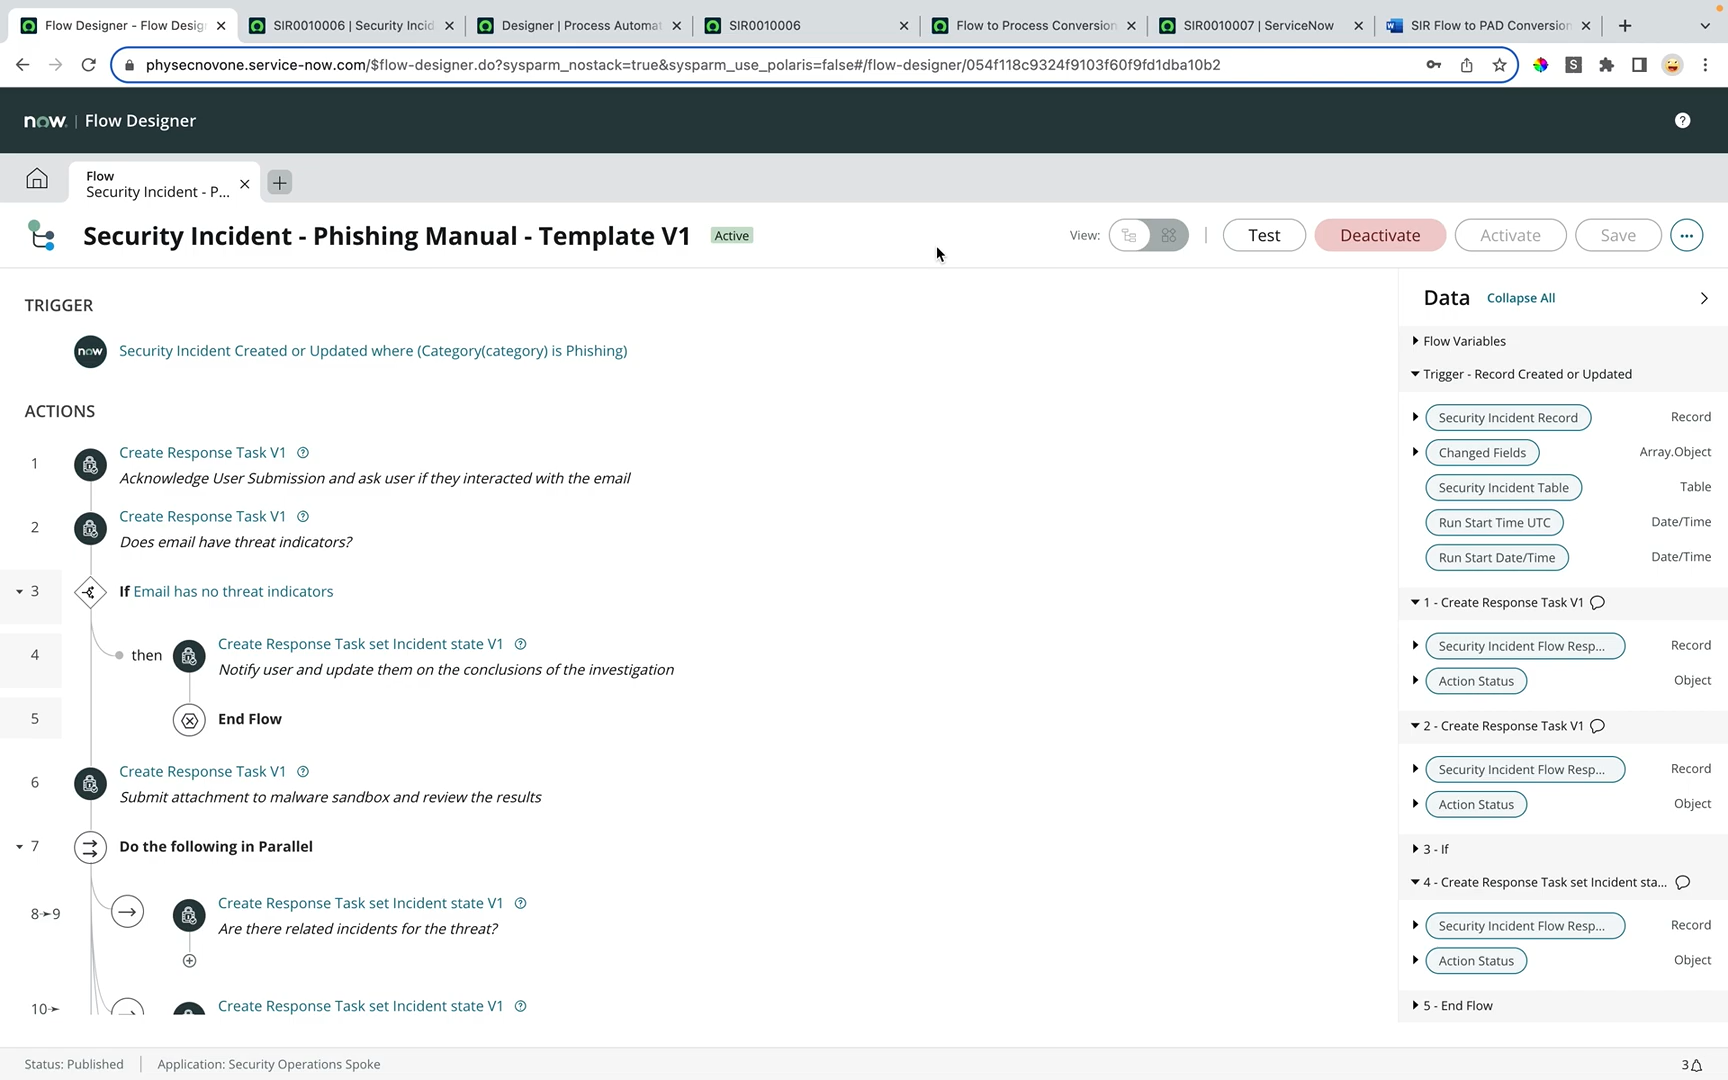 Flow Designer - Flow Desig
SIR0010006 | Security Incid
Designer | Process Automat
SIR0010006
Flow to Process Conversion
SIR0010007 | ServiceNow
SIR Flow to PAD Conversion
physecnovone.service-now.com/$flow-designer.do?sysparm_nostack=true&sysparm_use_polaris=false#/flow-designer/054f118c9324f9103f60f9fd1dba10b2
now. | Flow Designer
Flow
Security Incident - P...
Security Incident - Phishing Manual - Template V1
Active
View:
Test
Deactivate
Activate
Save
TRIGGER
now
Security Incident Created or Updated where (Category(category) is Phishing)
ACTIONS
1
Create Response Task V1
Acknowledge User Submission and ask user if they interacted with the email
2
Create Response Task V1
Does email have threat indicators?
3
If Email has no threat indicators
4
then
Create Response Task set Incident state V1
Notify user and update them on the conclusions of the investigation
5
End Flow
6
Create Response Task V1
Submit attachment to malware sandbox and review the results
7
Do the following in Parallel
8➛9
Create Response Task set Incident state V1
Are there related incidents for the threat?
10➛
Create Response Task set Incident state V1
Data
Collapse All
Flow Variables
Trigger - Record Created or Updated
Security Incident Record
Record
Changed Fields
Array.Object
Security Incident Table
Table
Run Start Time UTC
Date/Time
Run Start Date/Time
Date/Time
1 - Create Response Task V1
Security Incident Flow Resp...
Record
Action Status
Object
2 - Create Response Task V1
Security Incident Flow Resp...
Record
Action Status
Object
3 - If
4 - Create Response Task set Incident sta...
Security Incident Flow Resp...
Record
Action Status
Object
5 - End Flow
Status: Published
Application: Security Operations Spoke
3